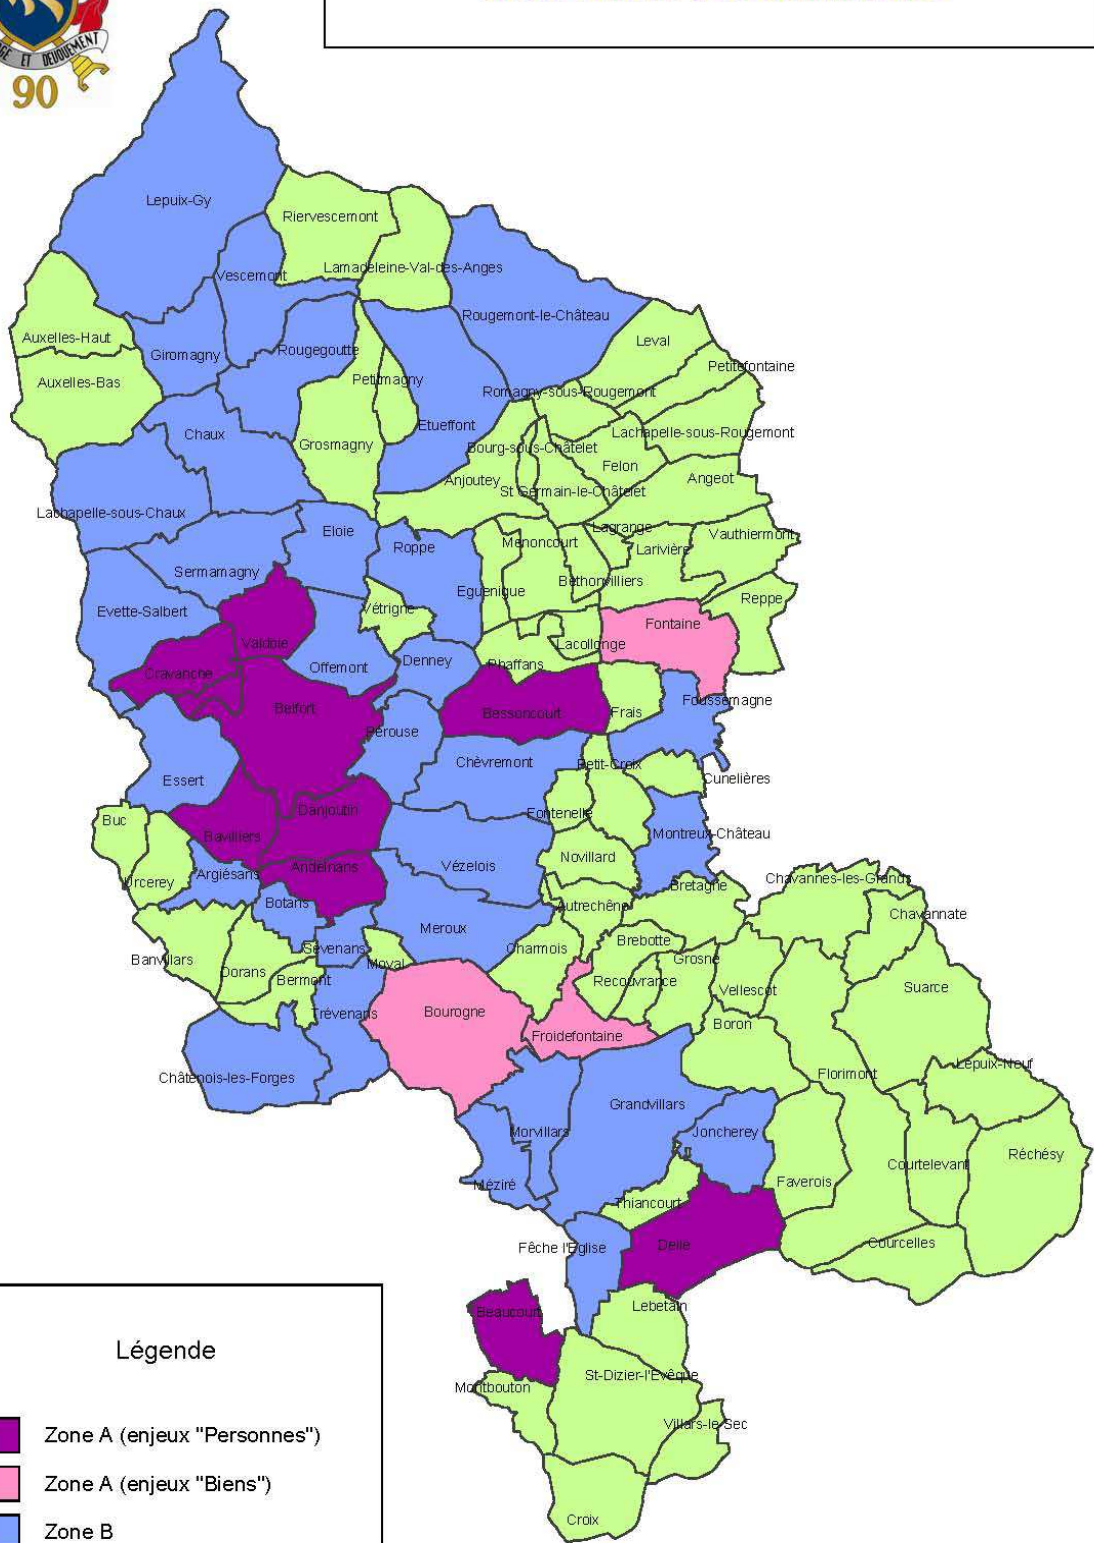 ET DEVOUEMENT
90
Lepuix-Gy
Riervescemont
Lamadeleine-Val-des-Anges
Vescemont
Rougemont-le-Château
Auxelles-Haut
Leval
Giromagny
Rougegoutte
Petitefontaine
Auxelles-Bas
Petitmagny
Romagny-sous-Rougemont
Etueffont
Chaux
Lachapelle-sous-Rougemont
Grosmagny
Bourg-sous-Châtelet
Felon
Anjoutey
Angeot
St Germain-le-Châtelet
Lachapelle-sous-Chaux
Lagrange
Eloie
Vauthiermont
Menoncourt
Roppe
Larivière
Sermamagny
Bethonvilliers
Eguenique
Reppe
Evette-Salbert
Vétrigne
Fontaine
Valdoie
Lacollonge
Denney
Phaffans
Offemont
Cravanche
Foussemagne
Belfort
Bessoncourt
Frais
Pérouse
Chèvremont
Petit-Croix
Essert
Cunelières
Danjoutin
Fontenelle
Buc
Bavilliers
Montreux-Château
Novillard
Andelnans
Vézelois
Argiésans
Urcerey
Bretagne
Chavannes-les-Grands
Botans
Autrechêne
Chavannate
Meroux
Brebotte
Sévenans
Charmois
Banvillars
Moval
Grosne
Dorans
Bermont
Recouvrance
Vellescot
Suarce
Trévenans
Bourogne
Boron
Froidefontaine
Lepuix-Neuf
Châtenois-les-Forges
Florimont
Grandvillars
Morvillars
Joncherey
Réchésy
Courtelevant
Méziré
Faverois
Thiancourt
Fêche l'Eglise
Delle
Courcelles
Lebetain
Beaucourt
St-Dizier-l'Evêque
Montbouton
Villars-le Sec
Croix
Légende
Zone A (enjeux "Personnes")
Zone A (enjeux "Biens")
Zone B